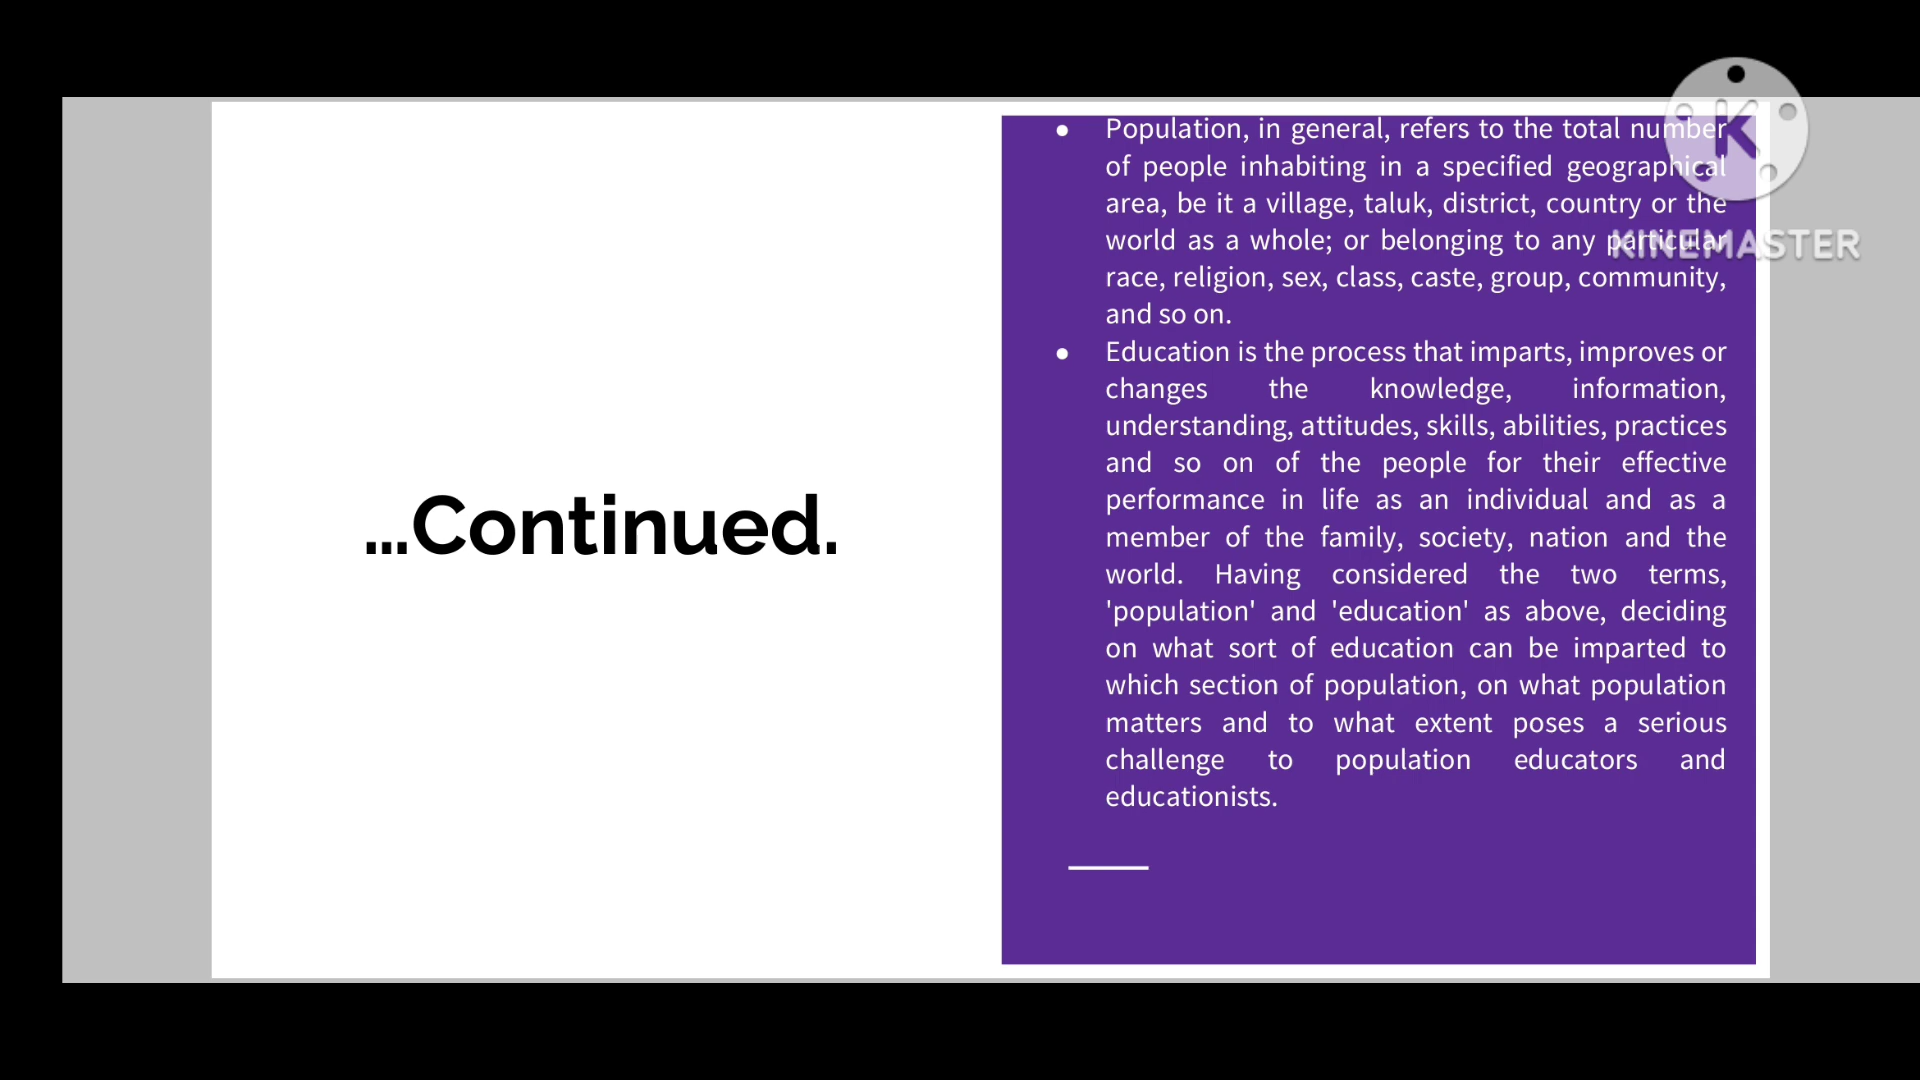 ...Continued.
● Population, in general, refers to the total number
of people inhabiting in a specified geographical
area, be it a village, taluk, district, country or the
world as a whole; or belonging to any particular
race, religion, sex, class, caste, group, community,
and so on.
● Education is the process that imparts, improves or
changes the knowledge, information,
understanding, attitudes, skills, abilities, practices
and so on of the people for their effective
performance in life as an individual and as a
member of the family, society, nation and the
world. Having considered the two terms,
'population' and 'education' as above, deciding
on what sort of education can be imparted to
which section of population, on what population
matters and to what extent poses a serious
challenge to population educators and
educationists.
K
KINEMASTER